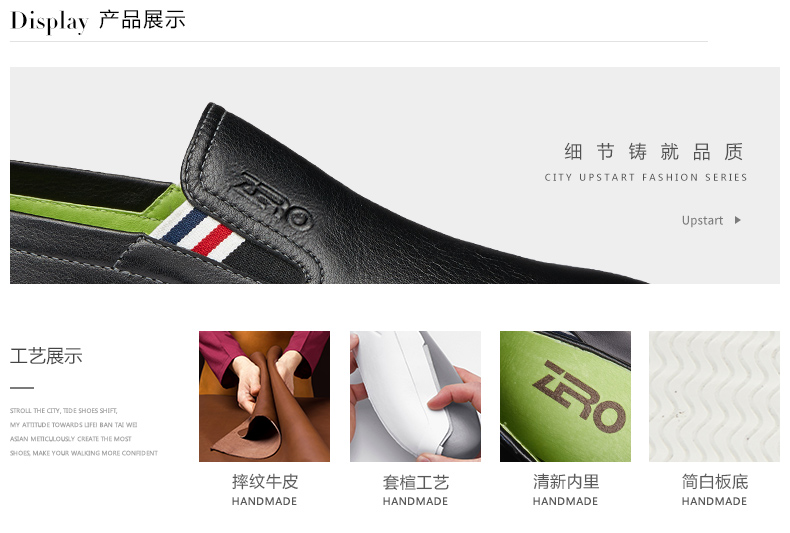 Display 产品展示
ZERO
细节铸就品质
CITY UPSTART FASHION SERIES
Upstart
工艺展示
STROLL THE CITY, TIDE SHOES SHIFT,
MY ATTITUDE TOWARDS LIFE! BAN TAI WEI
ASIAN METICULOUSLY CREATE THE MOST
SHOES, MAKE YOUR WALKING MORE CONFIDENT
ZERO
摔纹牛皮
HANDMADE
套楦工艺
HANDMADE
清新内里
HANDMADE
简白板底
HANDMADE